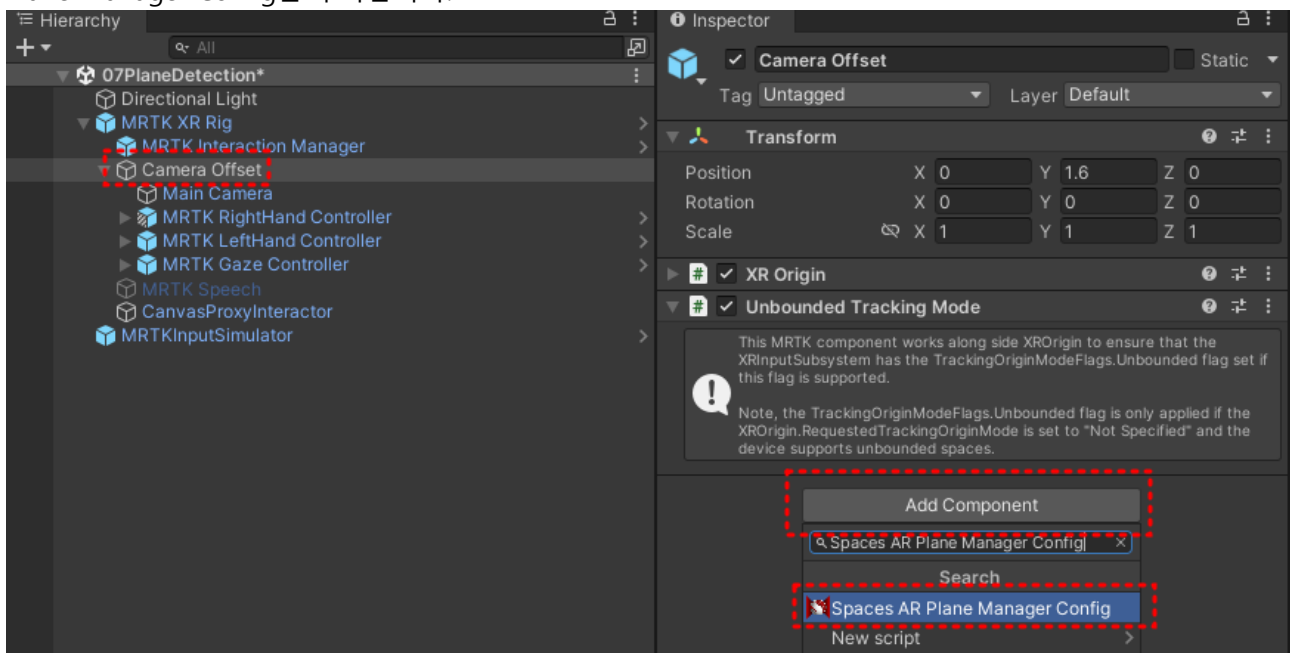 Hierarchy
All
07PlaneDetection*
Directional Light
MRTK XR Rig
MRTK Interaction Manager
Camera Offset
Main Camera
MRTK RightHand Controller
MRTK LeftHand Controller
MRTK Gaze Controller
MRTK Speech
CanvasProxyInteractor
MRTKInputSimulator
Inspector
Camera Offset
Static
Tag Untagged
Layer Default
Transform
Position X 0 Y 1.6 Z 0
Rotation X 0 Y 0 Z 0
Scale X 1 Y 1 Z 1
# XR Origin
# Unbounded Tracking Mode
This MRTK component works along side XROrigin to ensure that the
XRInputSubsystem has the TrackingOriginModeFlags.Unbounded flag set if
this flag is supported.
Note, the TrackingOriginModeFlags.Unbounded flag is only applied if the
XROrigin.RequestedTrackingOriginMode is set to "Not Specified" and the
device supports unbounded spaces.
Add Component
Spaces AR Plane Manager Config
Search
Spaces AR Plane Manager Config
New script